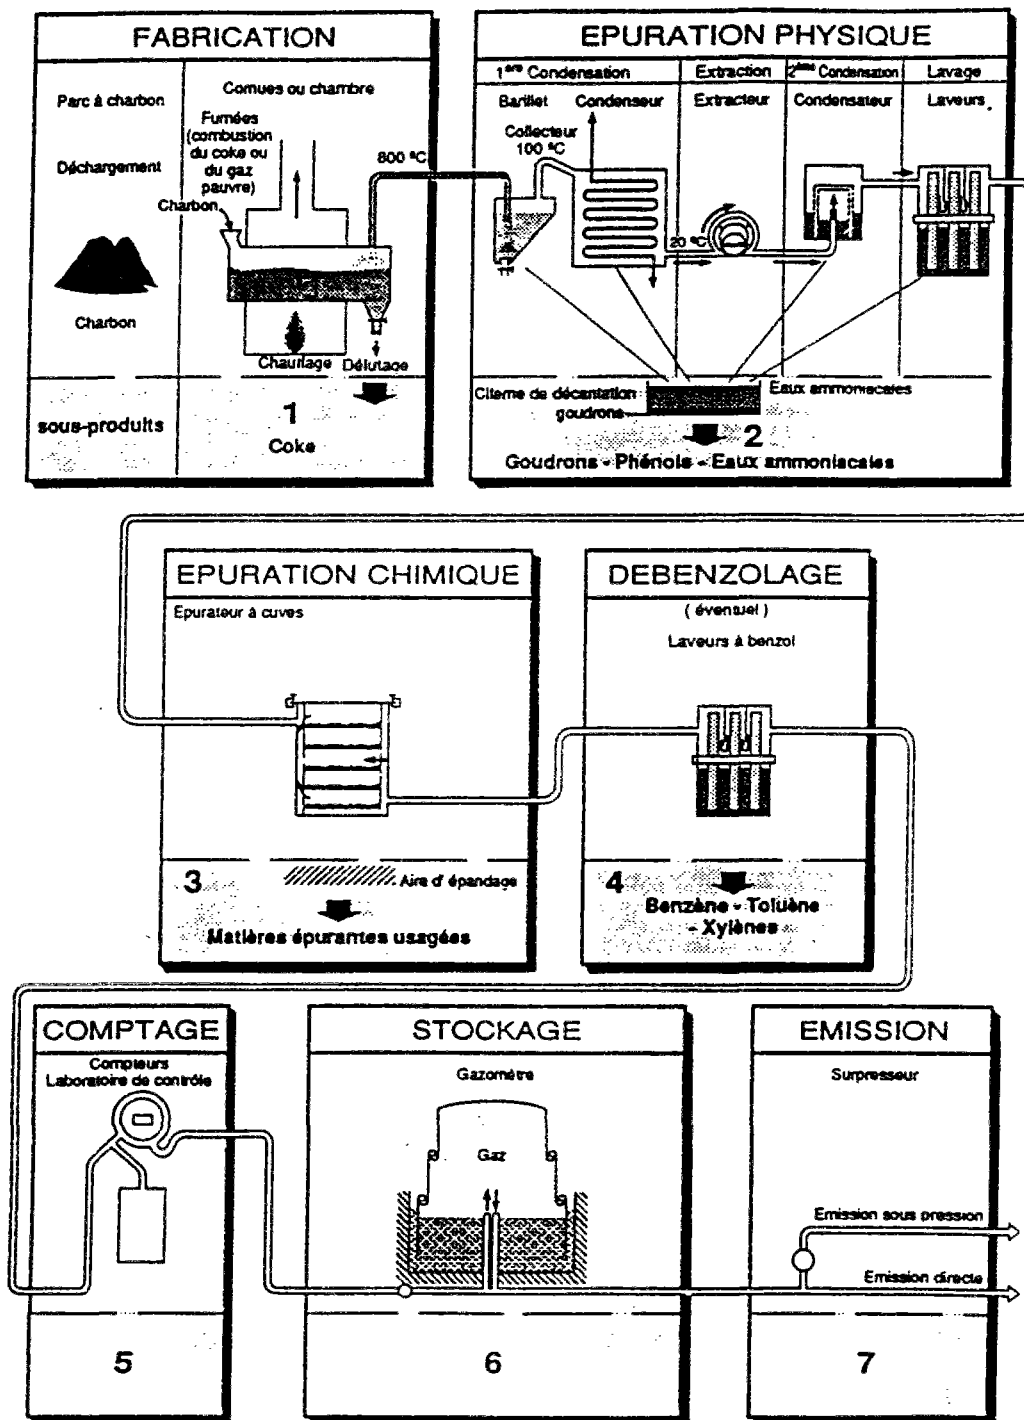 FABRICATION
Parc à charbon
Déchargement
Charbon
Cornues ou chambre
Fumées
(combustion
du coke ou
du gaz
pauvre)
Charbon
800 ºC
Chauffage
Délutage
sous-produits
1
Coke
EPURATION PHYSIQUE
1ère Condensation
Extraction
2ème Condensation
Lavage
Barillet
Condenseur
Extracteur
Condensateur
Laveurs
Collecteur
100 ºC
20 ºC
Citerne de décantation
goudrons
Eaux ammoniacales
2
Goudrons - Phénols - Eaux ammoniacales
EPURATION CHIMIQUE
Epurateur à cuves
3
Aire d' épandage
Matières épurantes usagées
DEBENZOLAGE
( éventuel )
Laveurs à benzol
4
Benzène - Toluène
- Xylènes
COMPTAGE
Compteurs
Laboratoire de contrôle
5
STOCKAGE
Gazomètre
Gaz
6
EMISSION
Surpresseur
Emission sous pression
Emission directe
7